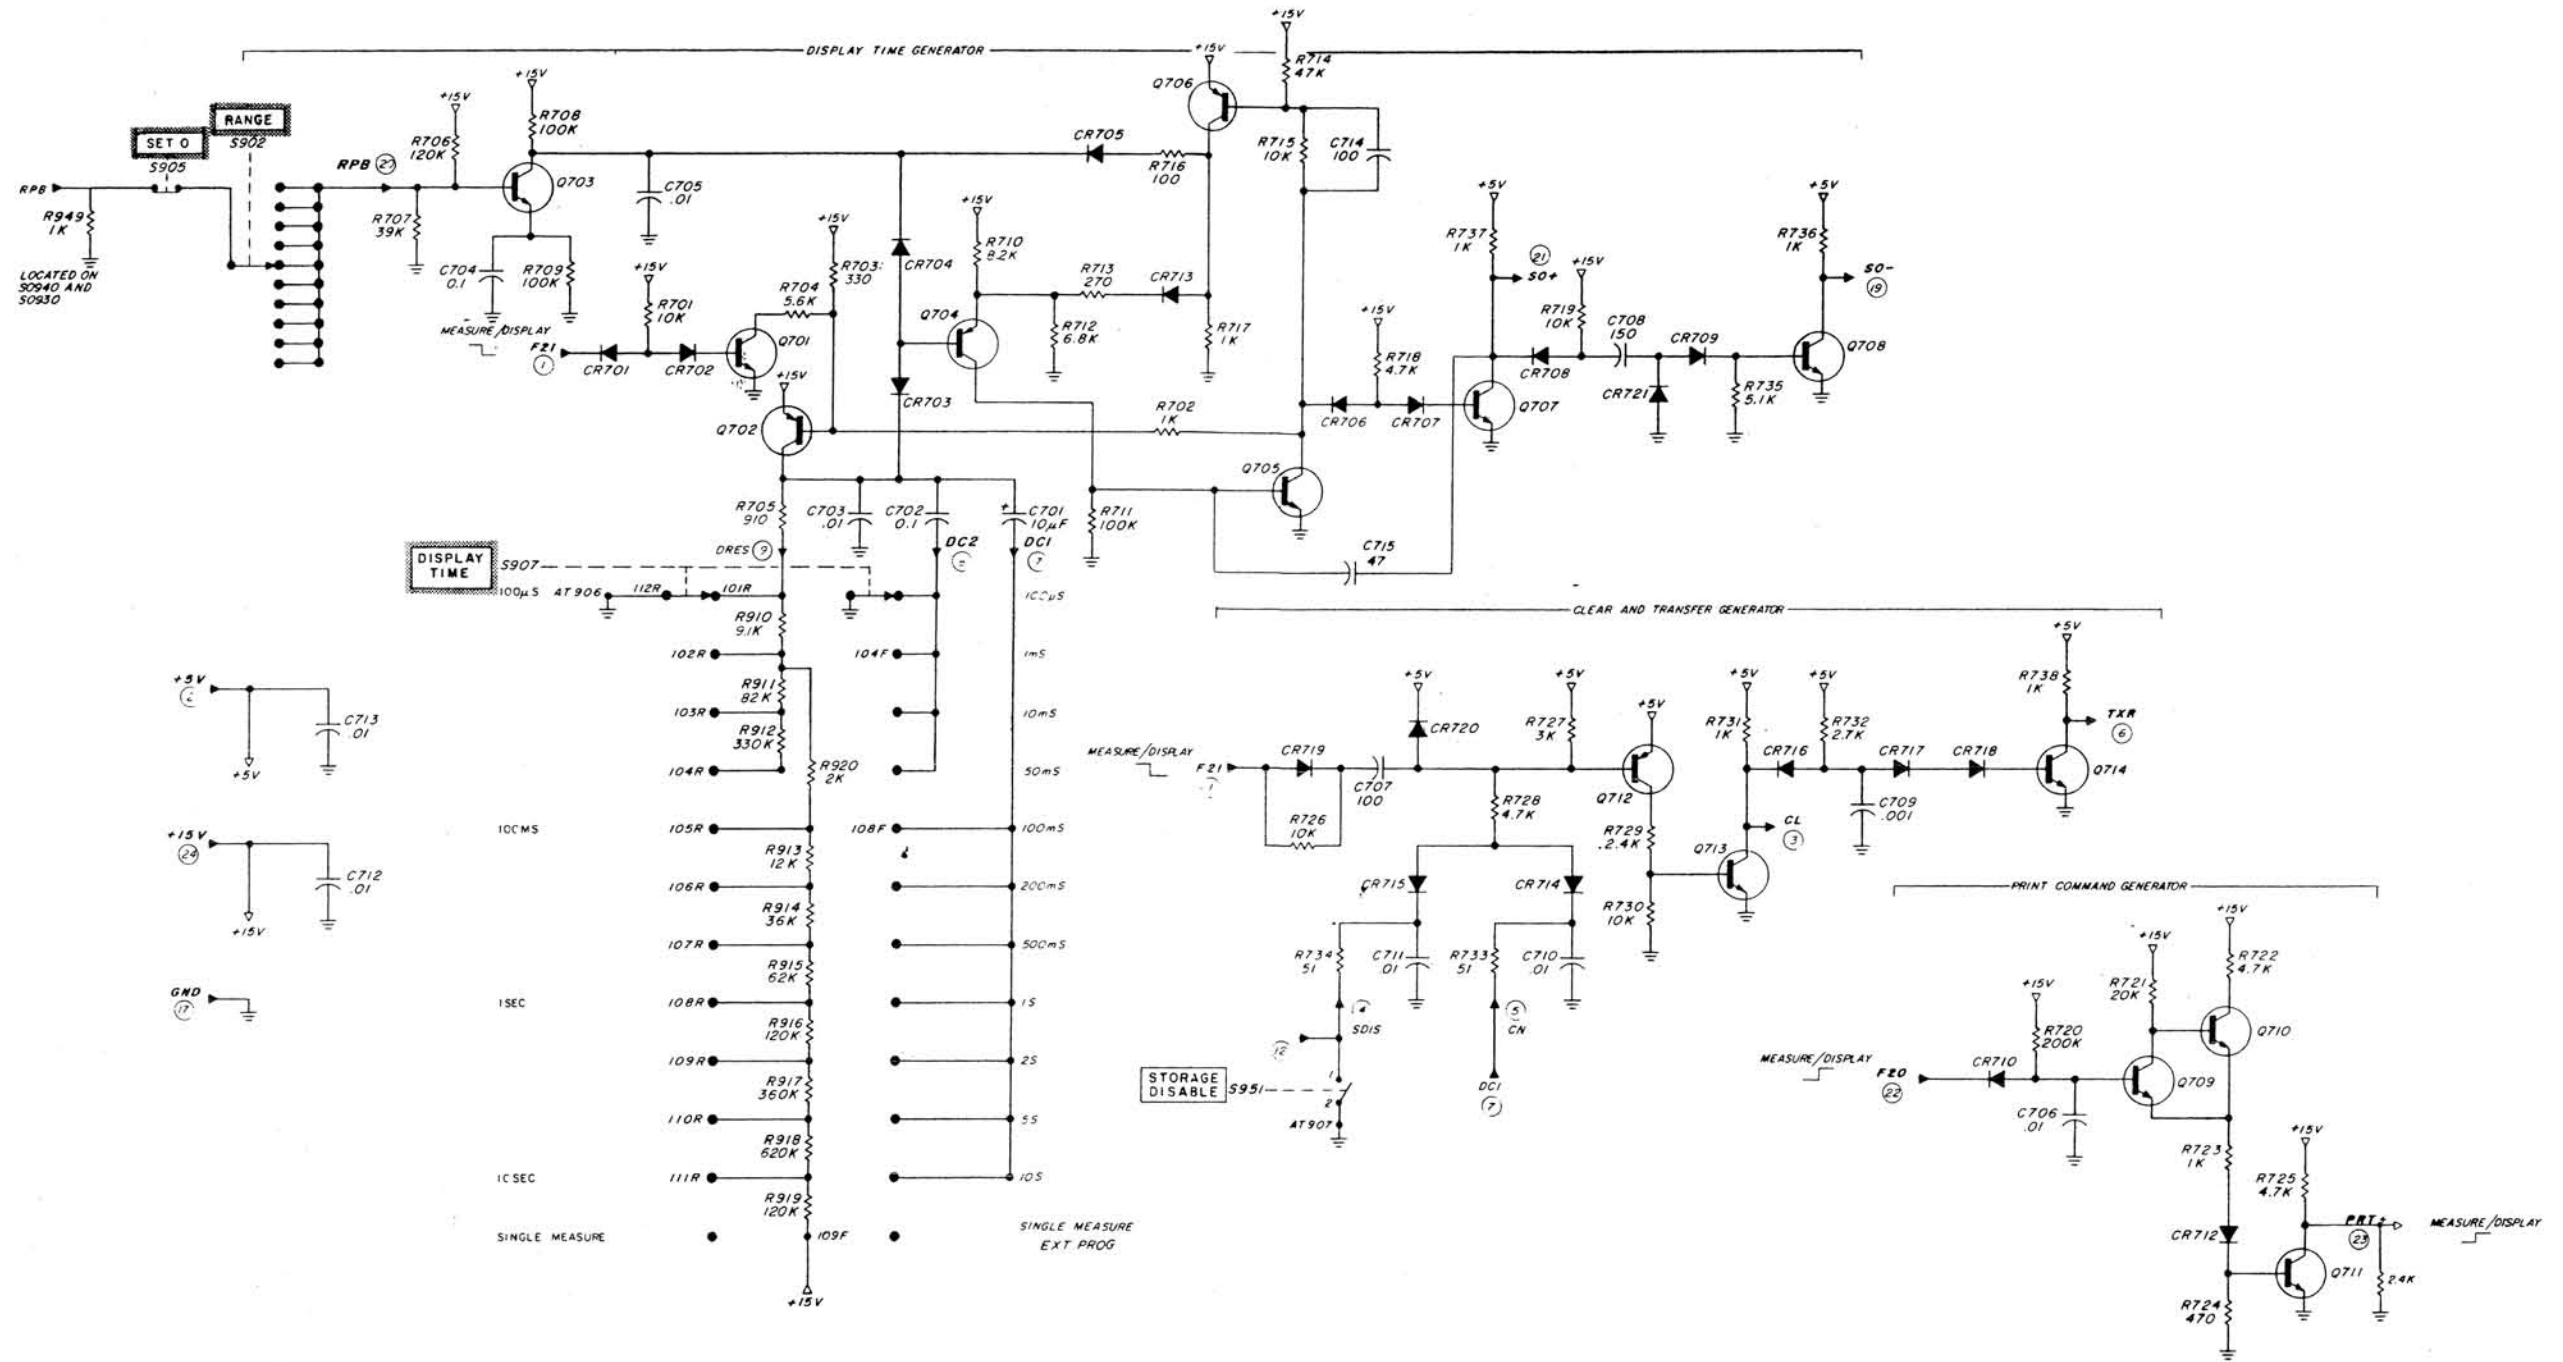 DISPLAY TIME GENERATOR
+15V
R714
47K
+15V
Q706
+15V
R708
100K
+15V
R706
120K
RANGE
S902
SET 0
S905
RPB 27
RPB
R949
1K
LOCATED ON
SO940 AND
SO930
R707
39K
Q703
C704
0.1
R709
100K
C705
.01
CR705
R716
100
R715
10K
C714
100
+15V
R701
10K
MEASURE/DISPLAY
F21
1
CR701
CR702
Q701
R704
5.6K
+15V
R703
330
CR704
+15V
R710
8.2K
R713
270
CR713
Q704
R712
6.8K
R717
1K
CR703
+15V
Q702
R702
1K
+5V
R737
1K
21
SO+
+15V
R719
10K
C708
150
CR709
+5V
R736
1K
SO-
19
Q708
+15V
R718
4.7K
CR708
CR721
R735
5.1K
CR706
CR707
Q707
Q705
R711
100K
C715
47
R705
910
C703
.01
C702
0.1
+
C701
10µF
DRES 9
DC2
DC1
7
DISPLAY
TIME
S907
100µS
AT906
112R
101R
100µS
R910
9.1K
102R
104F
1mS
R911
82K
103R
10mS
R912
330K
104R
50mS
R920
2K
100MS
105R
108F
100mS
R913
12K
106R
200mS
R914
36K
107R
500mS
R915
62K
1SEC
108R
1S
R916
120K
109R
2S
R917
360K
110R
5S
R918
620K
10SEC
111R
10S
R919
120K
SINGLE MEASURE
109F
SINGLE MEASURE
EXT PROG
+15V
+5V
C713
.01
+5V
+15V
24
C712
.01
+15V
GND
17
CLEAR AND TRANSFER GENERATOR
MEASURE/DISPLAY
F21
CR719
R726
10K
C707
100
+5V
CR720
+5V
R727
3K
+5V
Q712
R728
4.7K
R729
2.4K
R730
10K
+5V
R731
1K
+5V
R732
2.7K
CR716
CR717
CR718
C709
.001
CL
3
Q713
+5V
R738
1K
TXR
6
Q714
CR715
CR714
R734
51
C711
.01
R733
51
C710
.01
SDIS
5
CN
12
STORAGE
DISABLE
S951
1
2
AT907
DC1
7
PRINT COMMAND GENERATOR
+15V
R722
4.7K
+15V
R721
20K
+15V
R720
200K
Q710
MEASURE/DISPLAY
F20
22
CR710
Q709
C706
.01
R723
1K
+15V
R725
4.7K
CR712
PRT+
23
MEASURE/DISPLAY
Q711
2.4K
R724
470